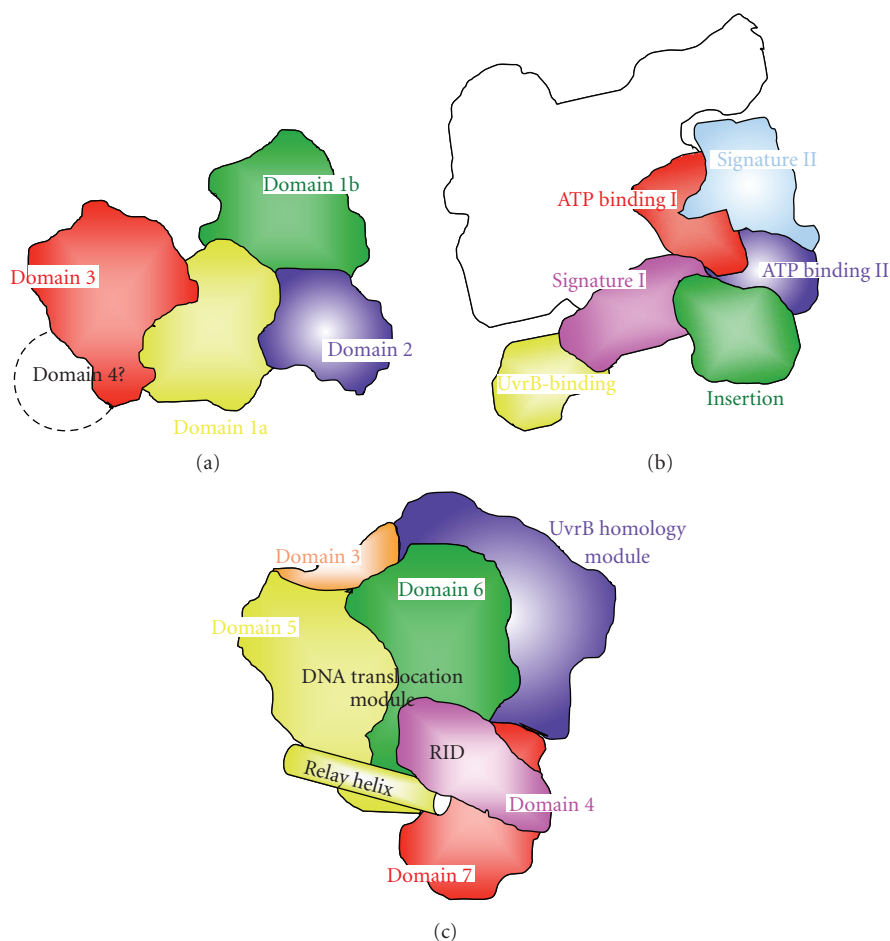 Domain 1b
Domain 3
Domain 2
Domain 4?
Domain 1a
(a)
Signature II
ATP binding I
ATP binding II
Signature I
UvrB-binding
Insertion
(b)
UvrB homology
module
Domain 3
Domain 6
Domain 5
DNA translocation
module
RID
Relay helix
Domain 4
Domain 7
(c)